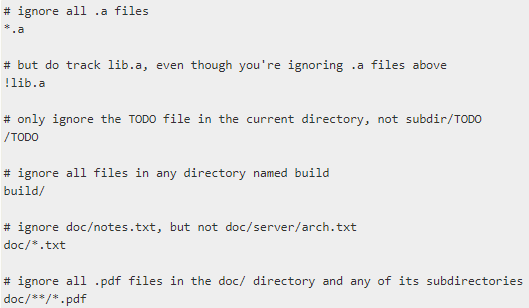 # ignore all .a files
*.a
# but do track lib.a, even though you're ignoring .a files above
!lib.a
# only ignore the TODO file in the current directory, not subdir/TODO
/TODO
# ignore all files in any directory named build
build/
# ignore doc/notes.txt, but not doc/server/arch.txt
doc/*.txt
# ignore all .pdf files in the doc/ directory and any of its subdirectories
doc/**/*.pdf